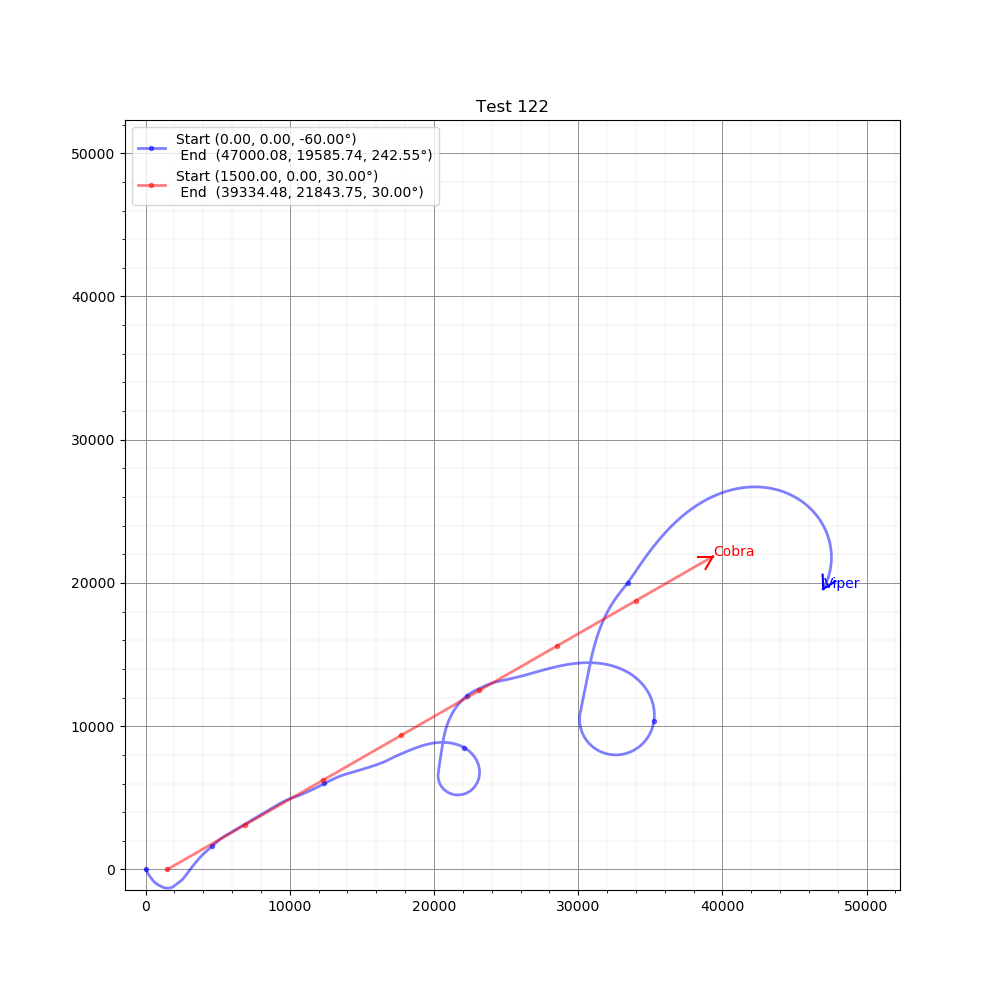 Test 122
Start (0.00, 0.00, -60.00°)
End (47000.08, 19585.74, 242.55°)
Start (1500.00, 0.00, 30.00°)
End (39334.48, 21843.75, 30.00°)
50000
40000
30000
20000
10000
0
Cobra
Viper
0 10000 20000 30000 40000 50000